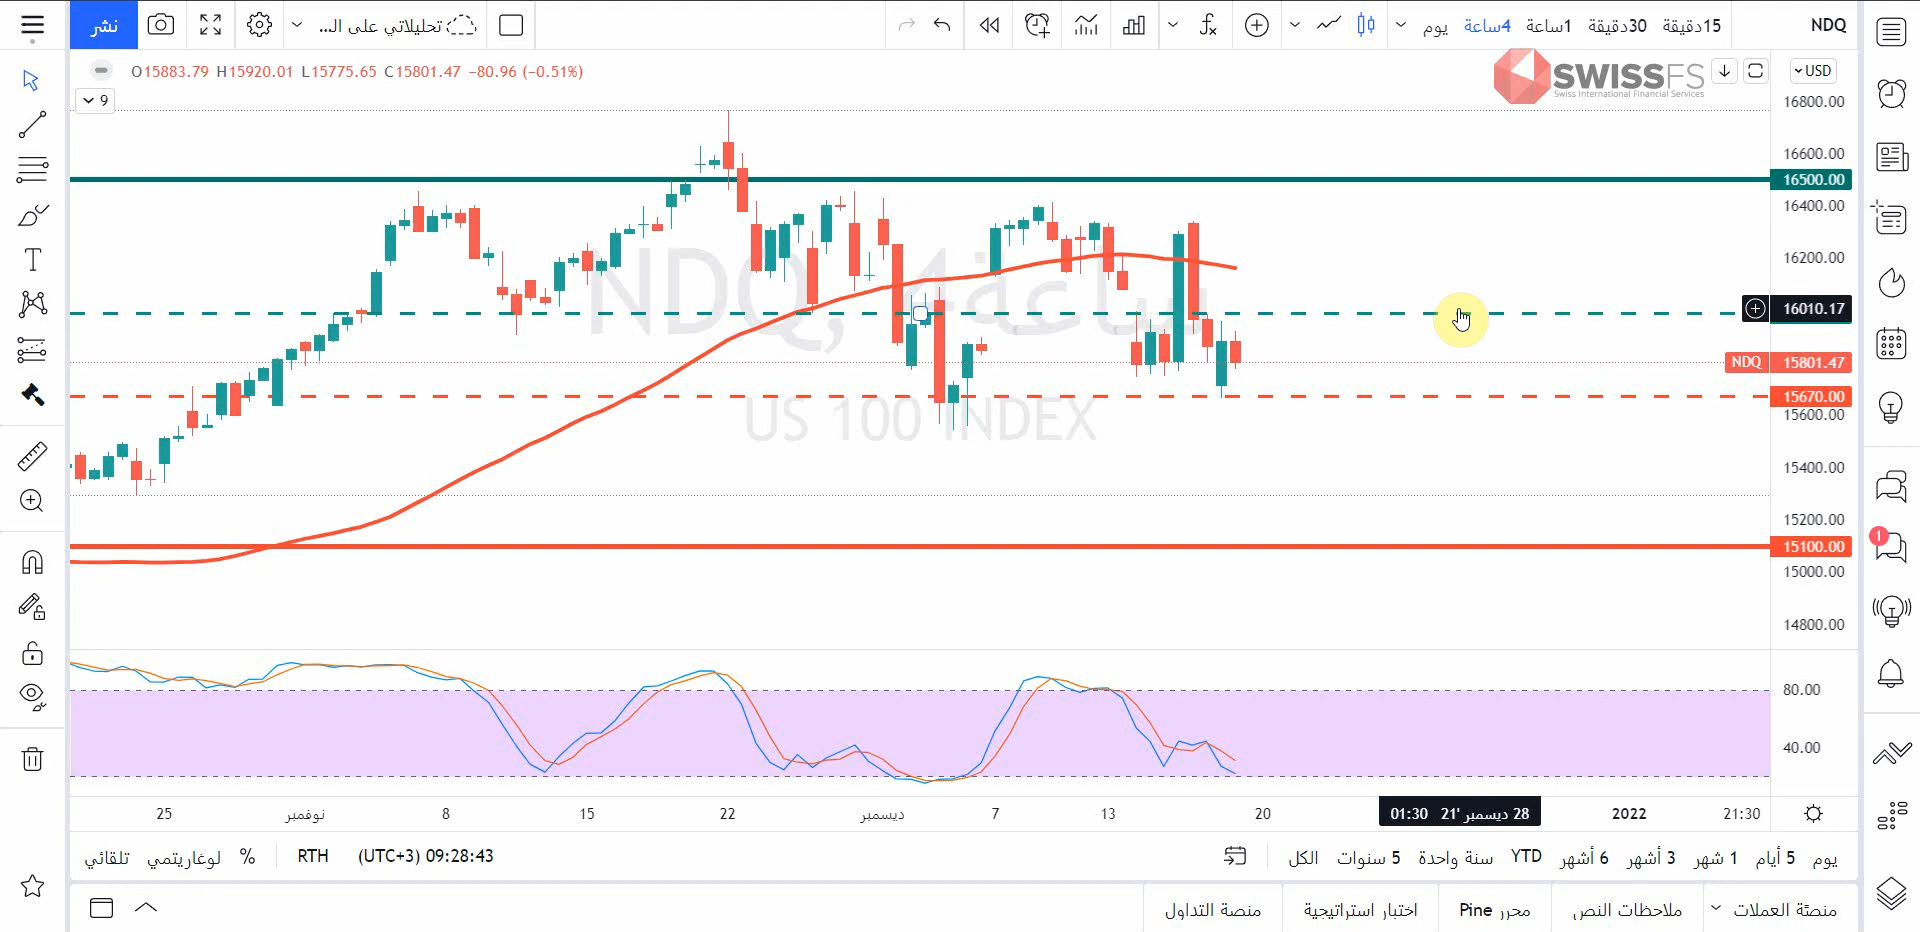 نشر
تحليلاتي على الـ...
يوم
4ساعة
1ساعة
30دقيقة
15دقيقة
NDQ
O15883.79 H15920.01 L15775.65 C15801.47 −80.96 (−0.51%)
9
SWISSFS
Swiss International Financial Services
USD
16800.00
16600.00
16500.00
16400.00
16200.00
16010.17
NDQ 15801.47
15670.00
15600.00
15400.00
15200.00
15100.00
15000.00
14800.00
NDQ, 4ساعة
US 100 INDEX
1
80.00
40.00
25 نوفمبر 8 15 22 ديسمبر 7 13 20 28 ديسمبر '21 01:30 2022 21:30
تلقائي
لوغاريتمي
%
RTH
09:28:43 (UTC+3)
الكل
5 سنوات
سنة واحدة
YTD
6 أشهر
3 أشهر
1 شهر
5 أيام
يوم
منصة التداول
اختبار استراتيجية
محرر Pine
ملاحظات النص
منصّة العملات